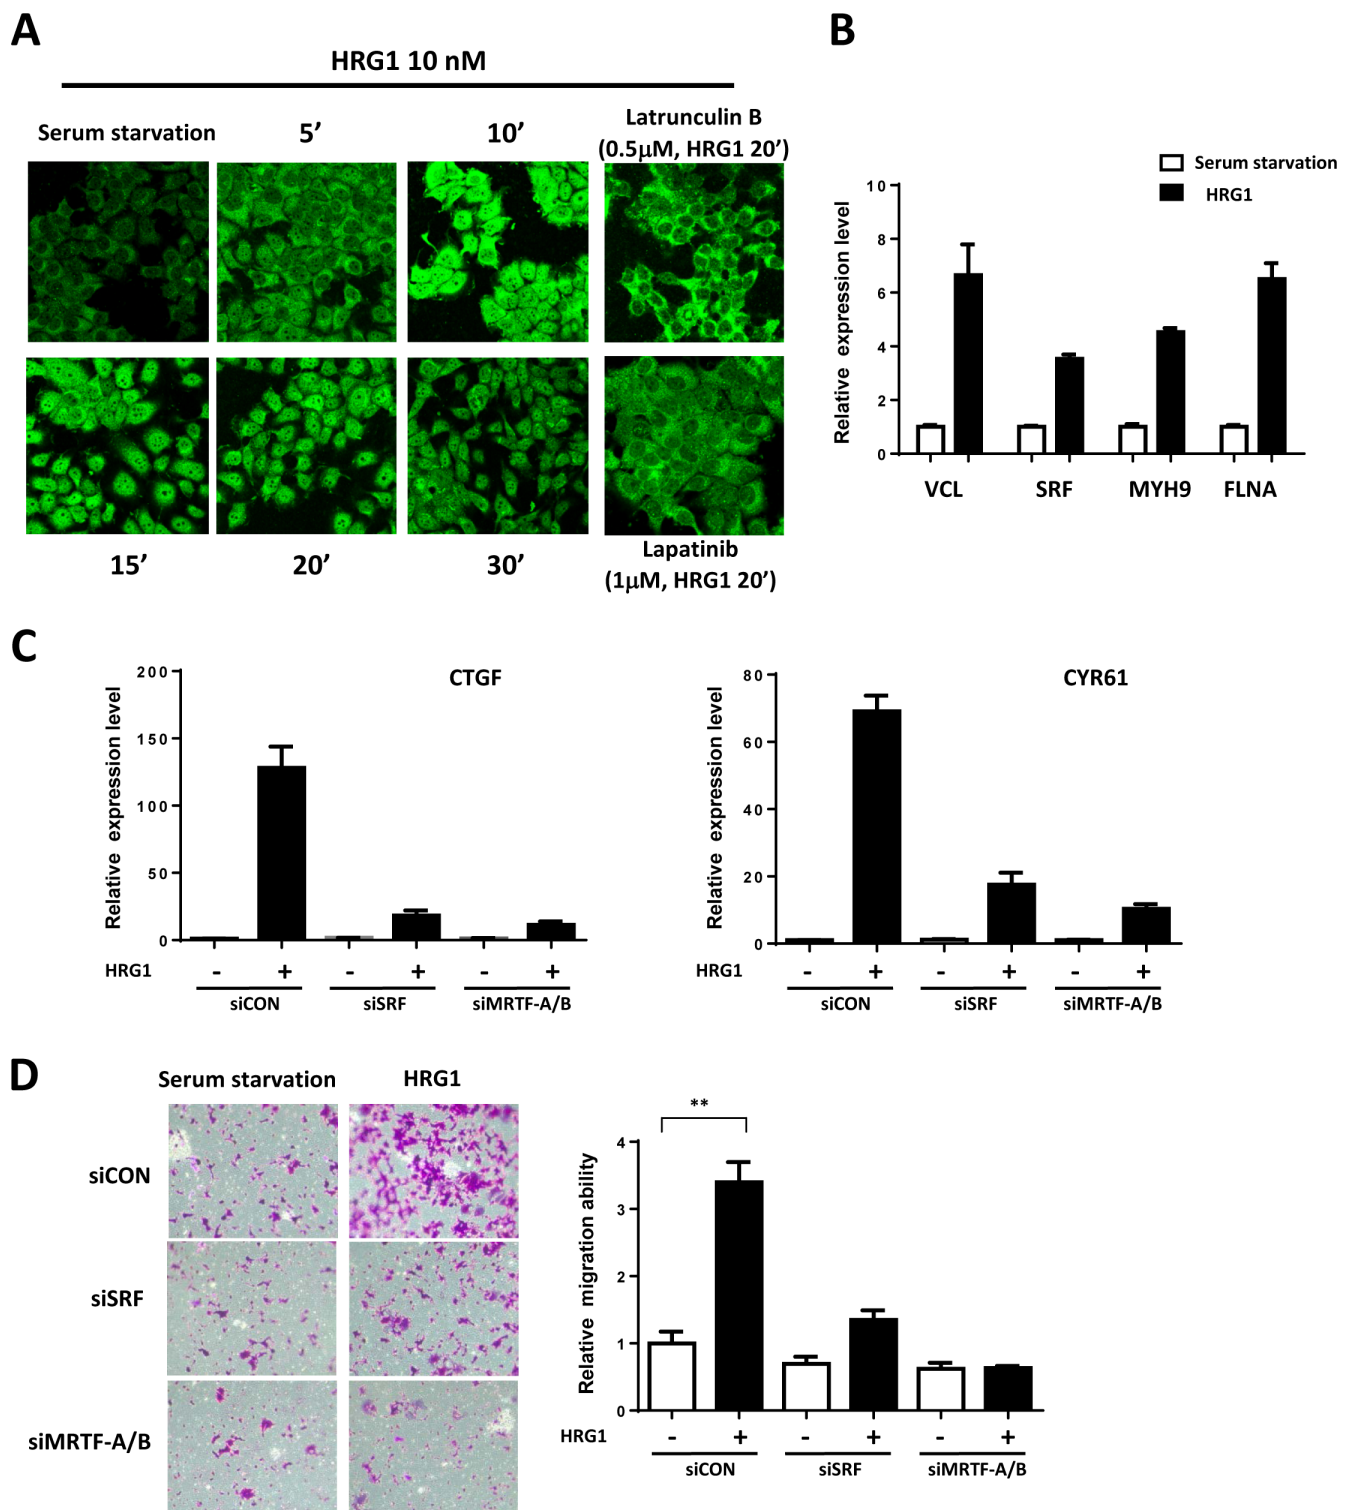 A
HRG1 10 nM
Serum starvation
5’
10’
Latrunculin B
(0.5μM, HRG1 20’)
15’
20’
30’
Lapatinib
(1μM, HRG1 20’)
B
Serum starvation
HRG1
Relative expression level
10
8
6
4
2
0
VCL SRF MYH9 FLNA
C
CTGF
Relative expression level
200
150
100
50
0
HRG1 - + - + - +
siCON siSRF siMRTF-A/B
CYR61
Relative expression level
80
60
40
20
0
HRG1 - + - + - +
siCON siSRF siMRTF-A/B
D
Serum starvation HRG1
siCON
siSRF
siMRTF-A/B
**
Relative migration ability
4
3
2
1
0
HRG1 - + - + - +
siCON siSRF siMRTF-A/B